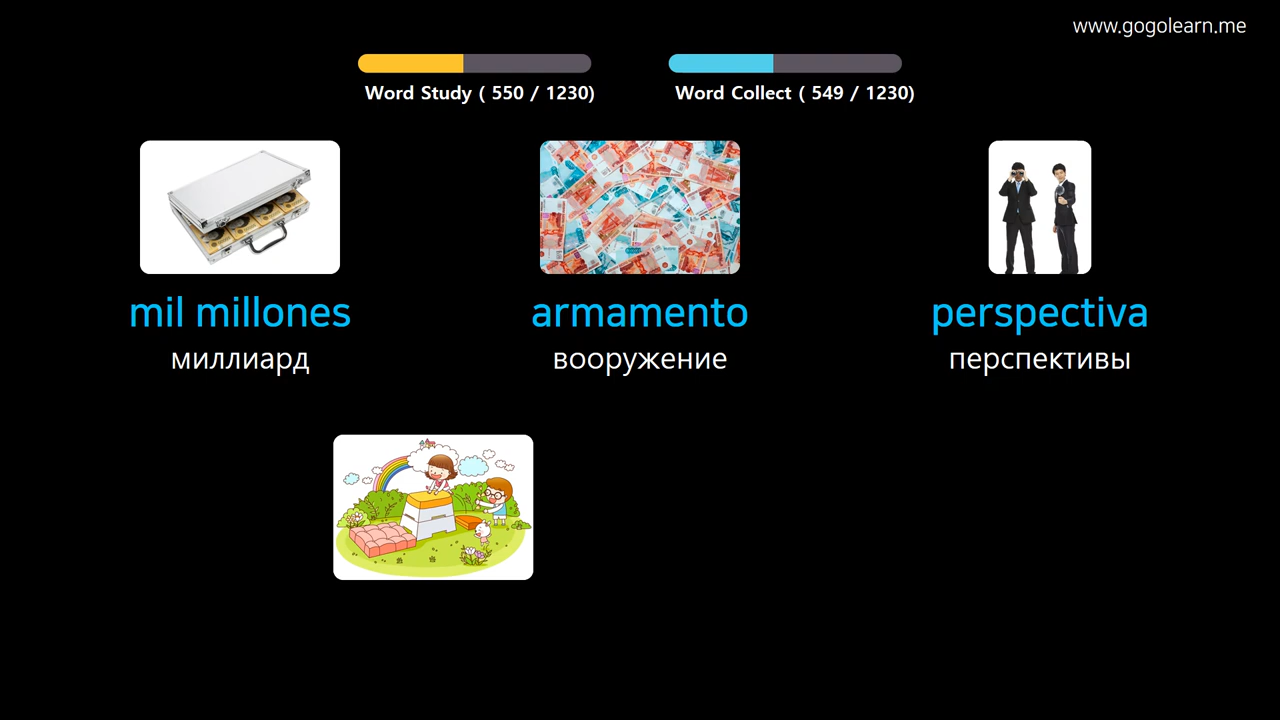 www.gogolearn.me
Word Study ( 550 / 1230)
Word Collect ( 549 / 1230)
mil millones
миллиард
armamento
вооружение
perspectiva
перспективы